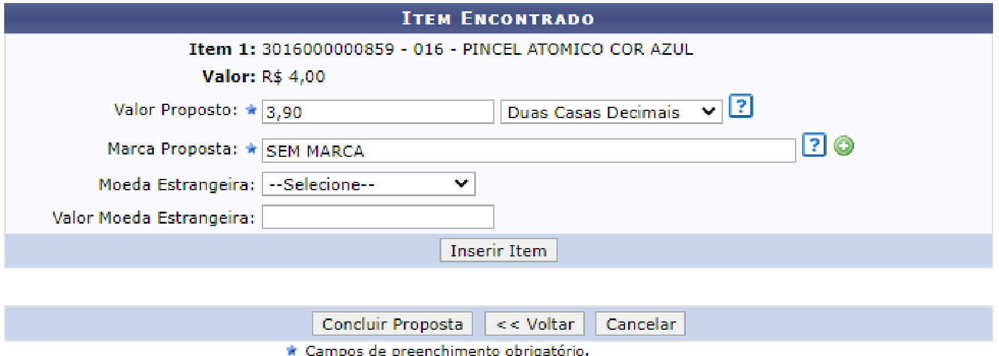 ITEM ENCONTRADO
Item 1: 3016000000859 - 016 - PINCEL ATOMICO COR AZUL
Valor: R$ 4,00
Valor Proposto: 3,90 Duas Casas Decimais ?
Marca Proposta: SEM MARCA ?
Moeda Estrangeira: --Selecione--
Valor Moeda Estrangeira:
Inserir Item
Concluir Proposta << Voltar Cancelar
Campos de preenchimento obrigatório.